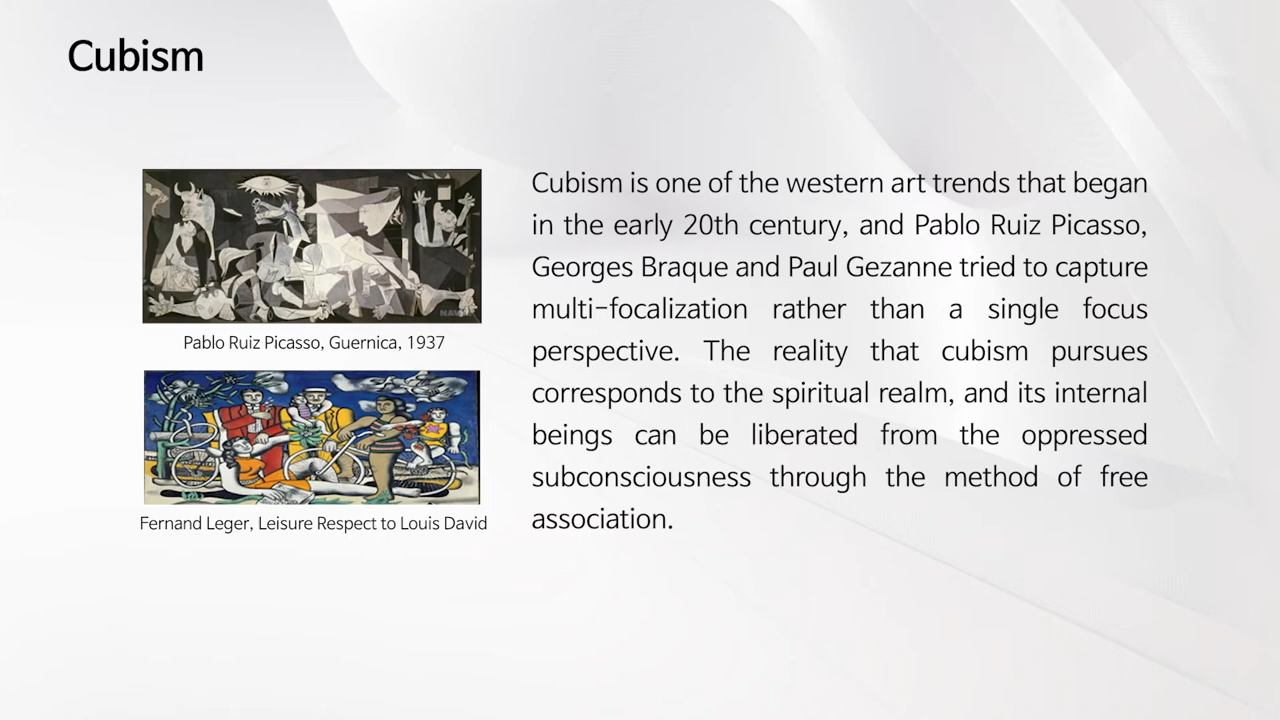 Cubism
Pablo Ruiz Picasso, Guernica, 1937
Fernand Leger, Leisure Respect to Louis David
Cubism is one of the western art trends that began
in the early 20th century, and Pablo Ruiz Picasso,
Georges Braque and Paul Gezanne tried to capture
multi-focalization rather than a single focus
perspective. The reality that cubism pursues
corresponds to the spiritual realm, and its internal
beings can be liberated from the oppressed
subconsciousness through the method of free
association.